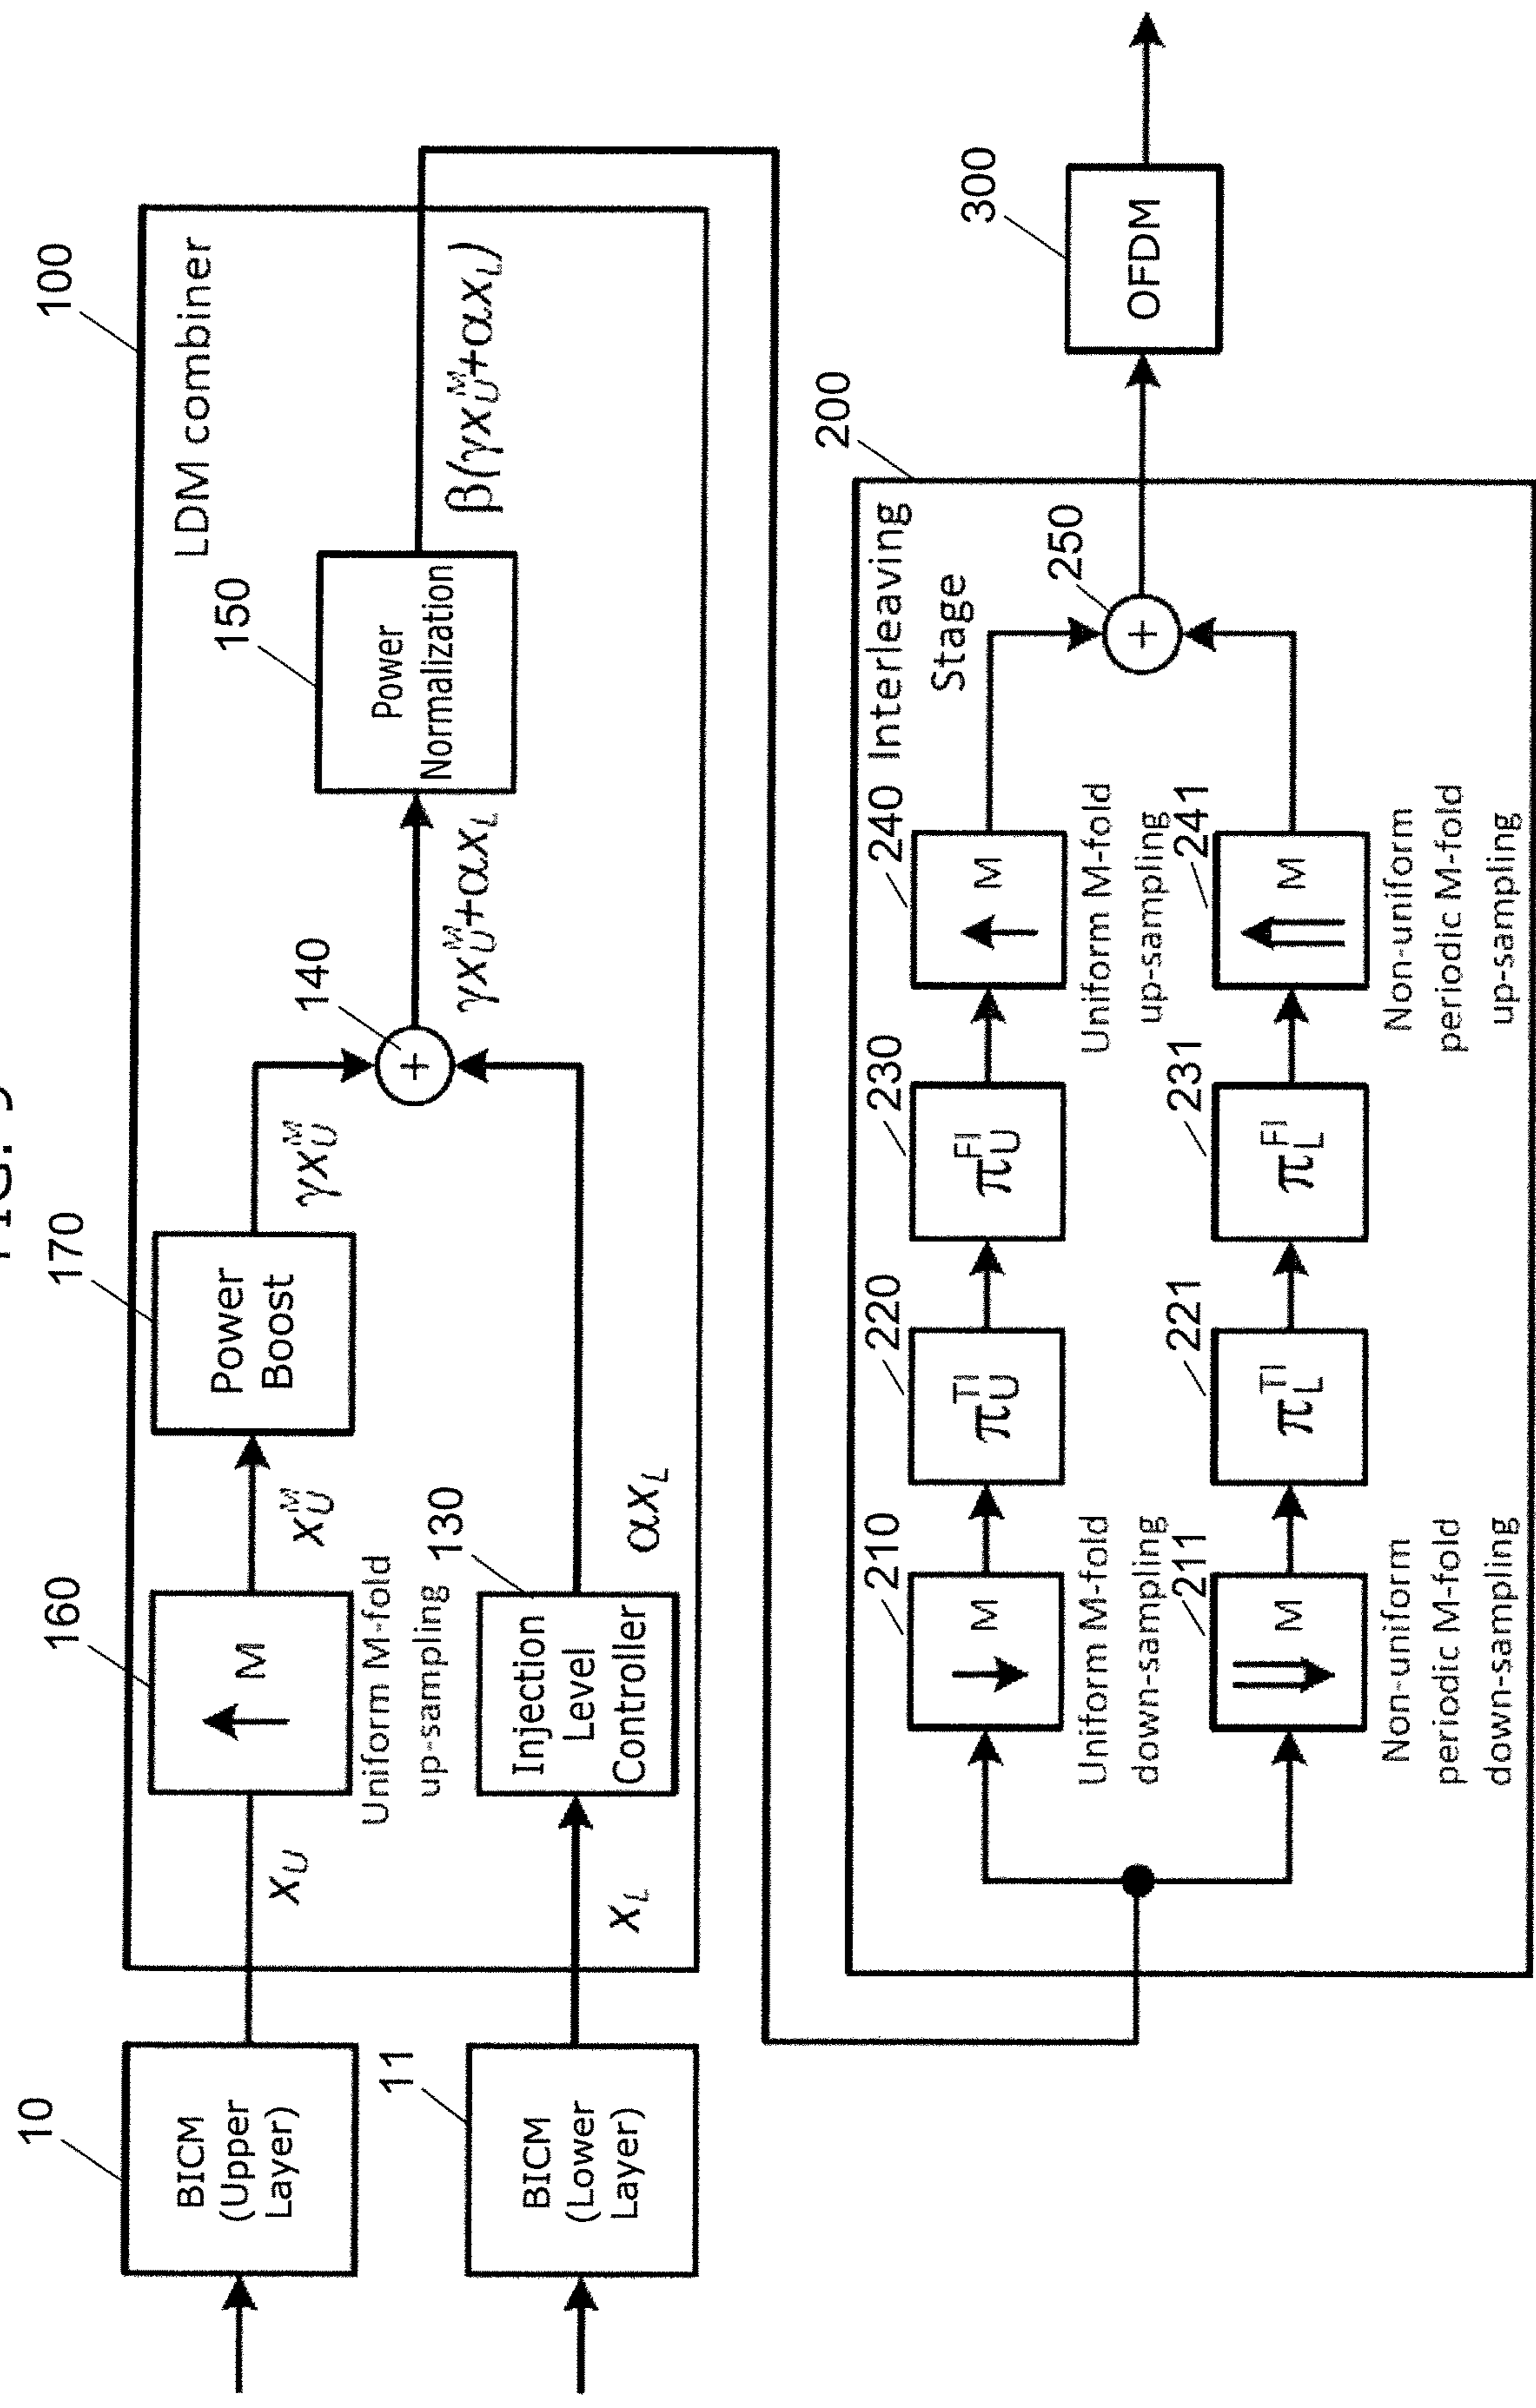 100
LDM combiner
10
BICM
(Upper
Layer)
x_U
160
M
Uniform M-fold
up-sampling
x_U^M
170
Power
Boost
γx_U^M
11
BICM
(Lower
Layer)
x_L
130
Injection
Level
Controller
αx_L
140
+
γx_U^M+αx_L
150
Power
Normalization
β(γx_U^M+αx_L)
200
Interleaving
Stage
210
M
Uniform M-fold
down-sampling
220
π_U^TI
230
π_U^FI
240
M
Uniform M-fold
up-sampling
211
M
Non-uniform
periodic M-fold
down-sampling
221
π_L^TI
231
π_L^FI
241
M
Non-uniform
periodic M-fold
up-sampling
250
+
300
OFDM